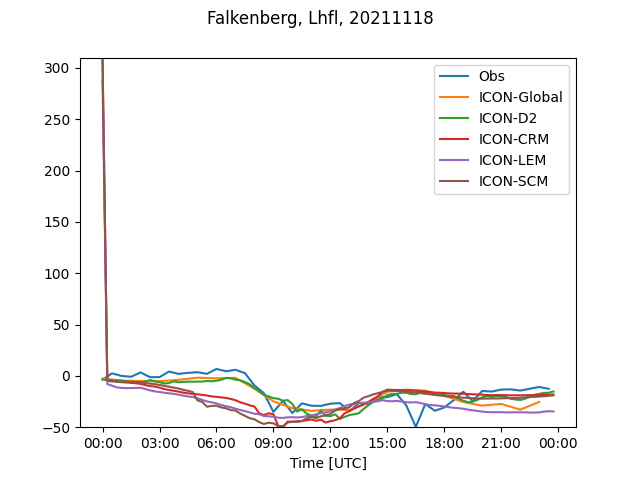 Falkenberg, Lhfl, 20211118
300
250
200
150
100
50
0
−50
Obs
ICON-Global
ICON-D2
ICON-CRM
ICON-LEM
ICON-SCM
00:00 03:00 06:00 09:00 12:00 15:00 18:00 21:00 00:00
Time [UTC]